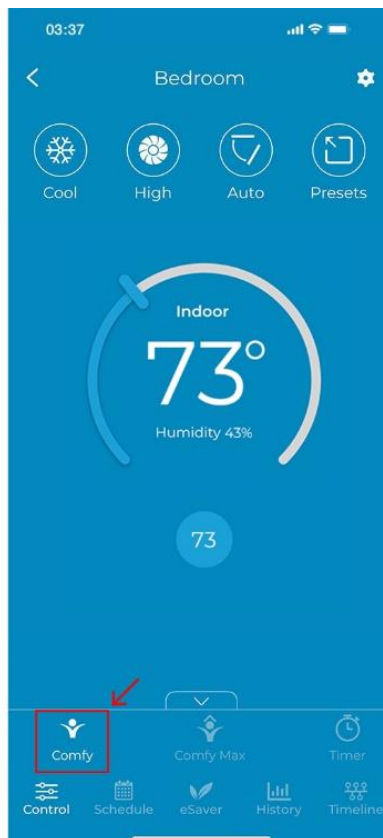 03:37
Bedroom
Cool High Auto Presets
Indoor
73°
Humidity 43%
73
Comfy Comfy Max Timer
Control Schedule eSaver History Timeline